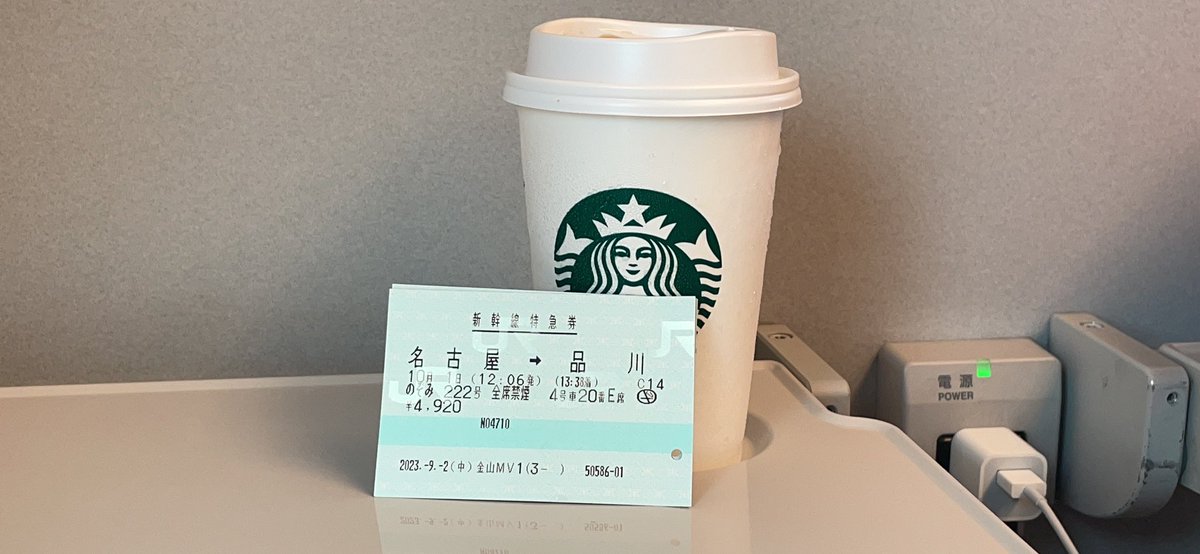 新幹線特急券
名古屋 → 品川
10月 1日 (12:06発) (13:38着) C14
のぞみ 222号 全席禁煙 4号車20番E席
¥4,920
N04710
2023.-9.-2(中)金山MV1(3- ) 50586-01
電源
POWER